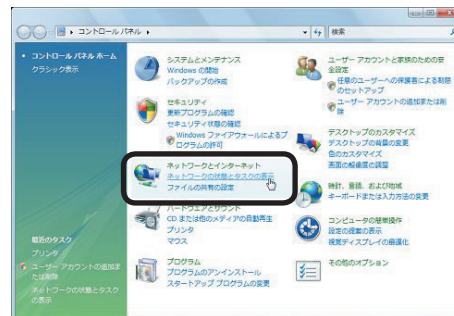 コントロール パネル
検索
コントロール パネル ホーム
クラシック表示
システムとメンテナンス
Windows の開始
バックアップの作成
セキュリティ
更新プログラムの確認
セキュリティ状態の確認
Windows ファイアウォールによるプ
ログラムの許可
ネットワークとインターネット
ネットワークの状態とタスクの表示
ファイルの共有の設定
ハードウェアとサウンド
CD または他のメディアの自動再生
プリンタ
マウス
プログラム
プログラムのアンインストール
スタートアップ プログラムの変更
ユーザー アカウントと家族のための安
全設定
任意のユーザーへの保護者による制限
のセットアップ
ユーザー アカウントの追加または削
除
デスクトップのカスタマイズ
デスクトップの背景の変更
色のカスタマイズ
画面の解像度の調整
時計、言語、および地域
キーボードまたは入力方法の変更
コンピュータの簡単操作
設定の提案の表示
視覚ディスプレイの最適化
その他のオプション
最近のタスク
プリンタ
ユーザー アカウントの追加ま
たは削除
ネットワークの状態とタスク
の表示